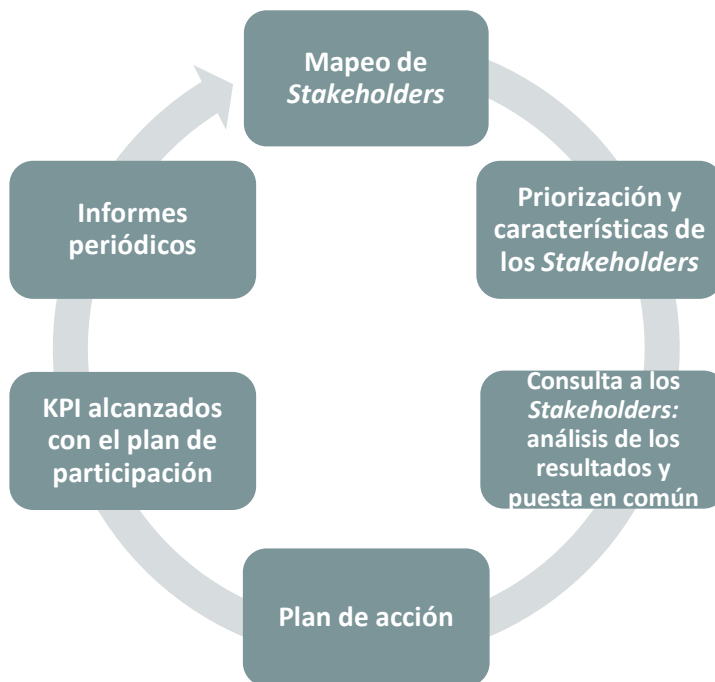 Mapeo de
Stakeholders
Priorización y
características de
los Stakeholders
Consulta a los
Stakeholders:
análisis de los
resultados y
puesta en común
Plan de acción
KPI alcanzados
con el plan de
participación
Informes
periódicos